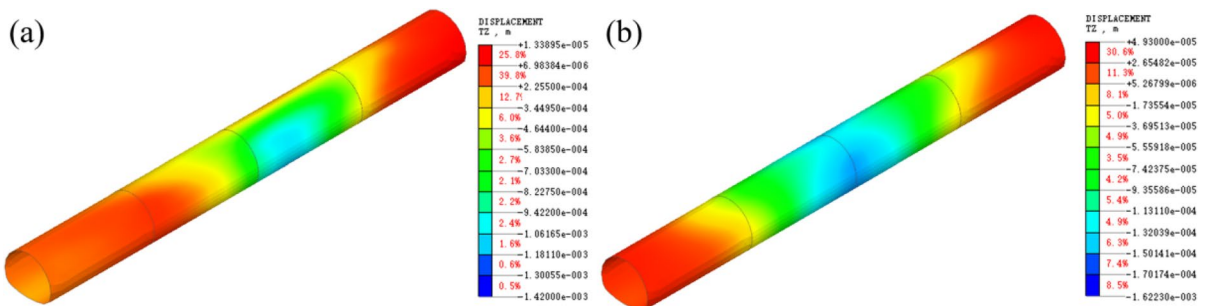 (a)
DISPLACEMENT
TZ , m
+1.33895e-005
25.8%
+6.98384e-006
39.8%
-2.25500e-004
12.7%
-3.44950e-004
6.0%
-4.64400e-004
3.6%
-5.83850e-004
2.7%
-7.03300e-004
2.1%
-8.22750e-004
2.2%
-9.42200e-004
2.4%
-1.06165e-003
1.6%
-1.18110e-003
0.6%
-1.30055e-003
0.5%
-1.42000e-003
(b)
DISPLACEMENT
TZ , m
+4.93000e-005
30.6%
+2.65482e-005
11.3%
+5.26799e-006
8.1%
-1.73554e-005
5.0%
-3.69513e-005
4.9%
-5.55918e-005
3.5%
-7.42375e-005
4.2%
-9.35586e-005
5.4%
-1.13110e-004
4.9%
-1.32039e-004
6.3%
-1.50141e-004
7.4%
-1.70174e-004
8.5%
-1.62230e-003